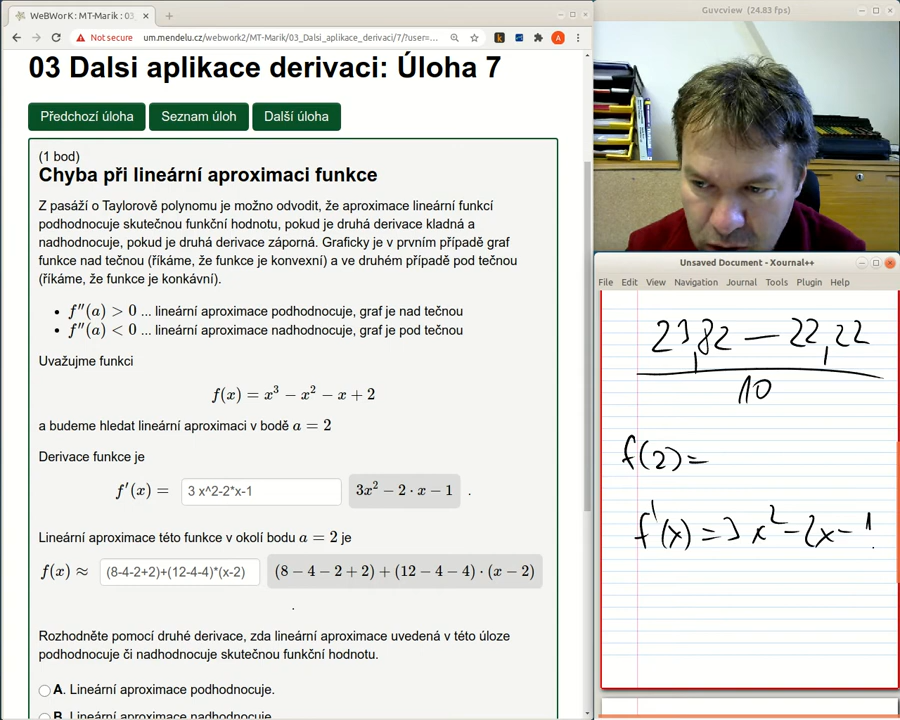 WeBWorK : MT-Marik : 03_
Guvcview (24.83 fps)
Not secure
um.mendelu.cz/webwork2/MT-Marik/03_Dalsi_aplikace_derivaci/7/?user=...
A
03 Dalsi aplikace derivaci: Úloha 7
Předchozí úloha
Seznam úloh
Další úloha
(1 bod)
Chyba při lineární aproximaci funkce
Z pasáží o Taylorově polynomu je možno odvodit, že aproximace lineární funkcí
podhodnocuje skutečnou funkční hodnotu, pokud je druhá derivace kladná a
nadhodnocuje, pokud je druhá derivace záporná. Graficky je v prvním případě graf
funkce nad tečnou (říkáme, že funkce je konvexní) a ve druhém případě pod tečnou
(říkáme, že funkce je konkávní).
• f''(a) > 0 ... lineární aproximace podhodnocuje, graf je nad tečnou
• f''(a) < 0 ... lineární aproximace nadhodnocuje, graf je pod tečnou
Uvažujme funkci
f(x) = x³ − x² − x + 2
a budeme hledat lineární aproximaci v bodě a = 2
Derivace funkce je
f'(x) = 3 x^2-2*x-1 3x² − 2 · x − 1 .
Lineární aproximace této funkce v okolí bodu a = 2 je
f(x) ≈ (8-4-2+2)+(12-4-4)*(x-2) (8 − 4 − 2 + 2) + (12 − 4 − 4) · (x − 2)
.
Rozhodněte pomocí druhé derivace, zda lineární aproximace uvedená v této úloze
podhodnocuje či nadhodnocuje skutečnou funkční hodnotu.
A. Lineární aproximace podhodnocuje.
B. Lineární aproximace nadhodnocuje.
Unsaved Document - Xournal++
File Edit View Navigation Journal Tools Plugin Help
23,82 — 22,22
10
f(2)=
f'(x) = 3x² − 2x − 1